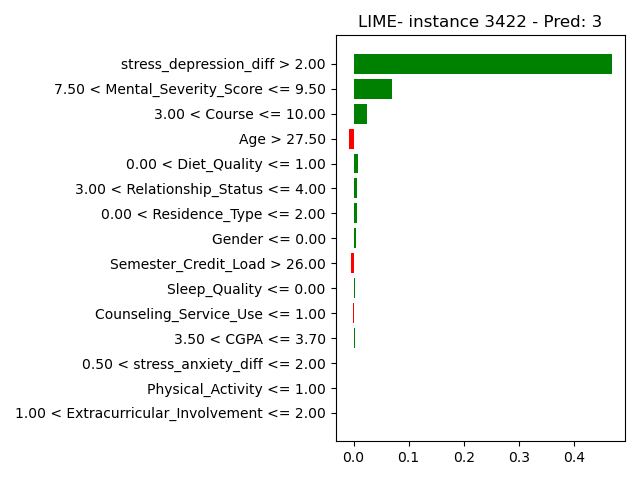 LIME- instance 3422 - Pred: 3
stress_depression_diff > 2.00
7.50 < Mental_Severity_Score <= 9.50
3.00 < Course <= 10.00
Age > 27.50
0.00 < Diet_Quality <= 1.00
3.00 < Relationship_Status <= 4.00
0.00 < Residence_Type <= 2.00
Gender <= 0.00
Semester_Credit_Load > 26.00
Sleep_Quality <= 0.00
Counseling_Service_Use <= 1.00
3.50 < CGPA <= 3.70
0.50 < stress_anxiety_diff <= 2.00
Physical_Activity <= 1.00
1.00 < Extracurricular_Involvement <= 2.00
0.0 0.1 0.2 0.3 0.4